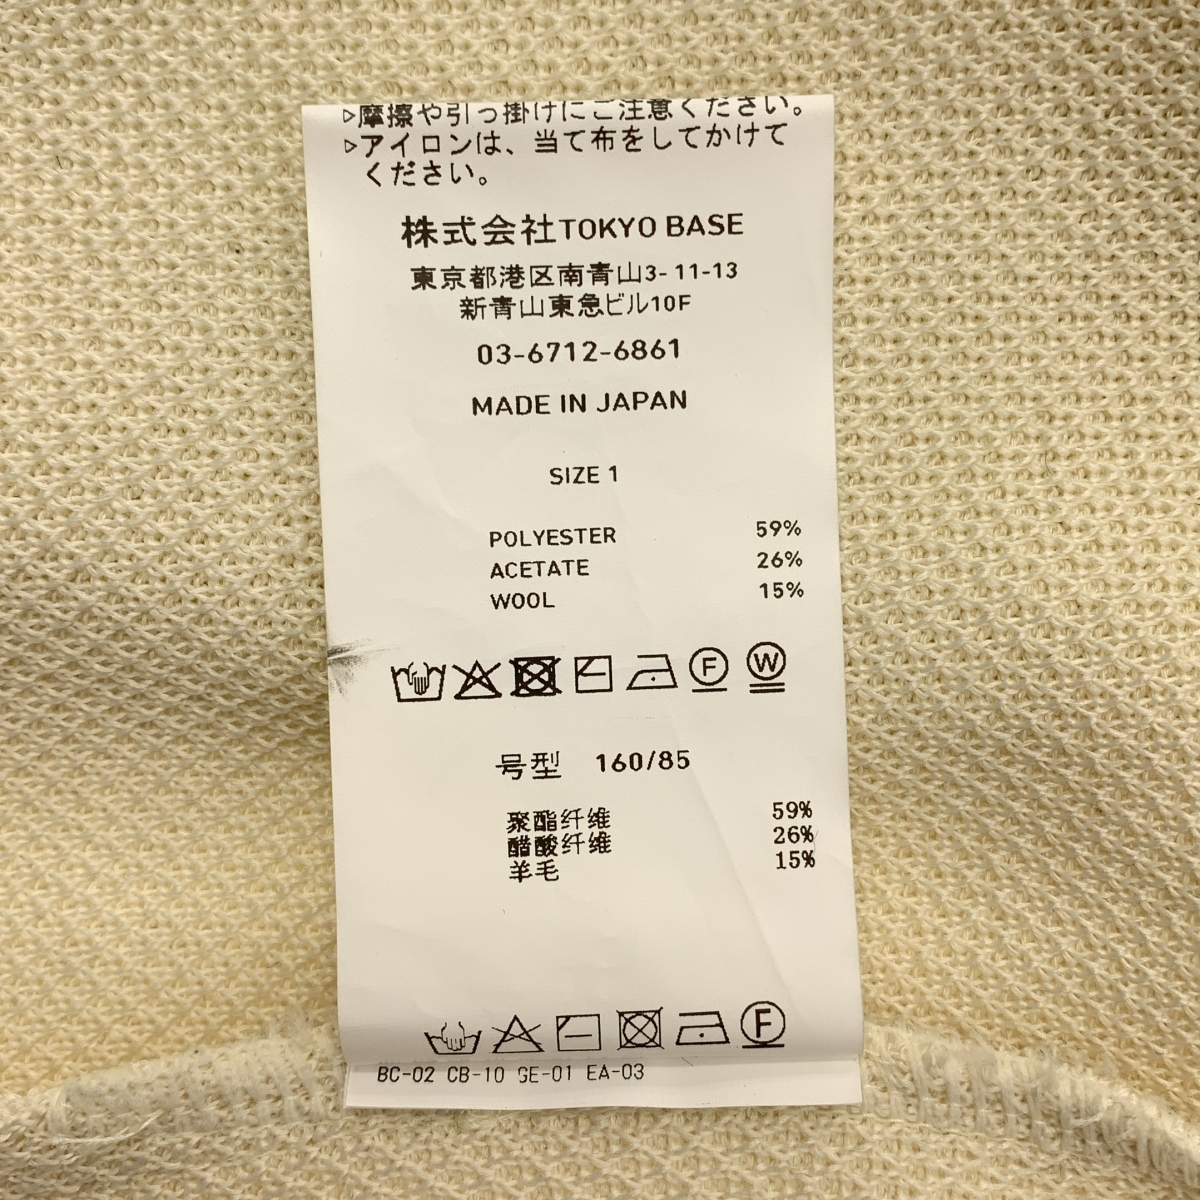 ▷摩擦や引っ掛けにご注意ください。
▷アイロンは、当て布をしてかけて
ください。
株式会社TOKYO BASE
東京都港区南青山3-11-13
新青山東急ビル10F
03-6712-6861
MADE IN JAPAN
SIZE 1
POLYESTER 59%
ACETATE 26%
WOOL 15%
F W
号型 160/85
聚酯纤维 59%
醋酸纤维 26%
羊毛 15%
F
BC-02 CB-10 GE-01 EA-03